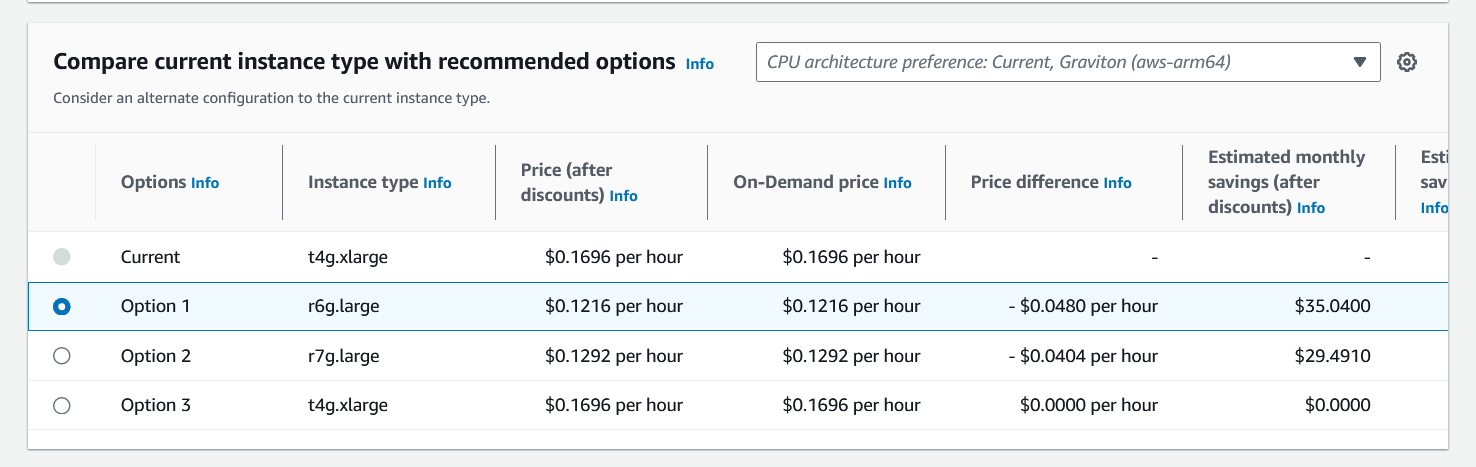 Compare current instance type with recommended options Info
CPU architecture preference: Current, Graviton (aws-arm64)
Consider an alternate configuration to the current instance type.
Options Info
Instance type Info
Price (after
discounts) Info
On-Demand price Info
Price difference Info
Estimated monthly
savings (after
discounts) Info
Esti
sav
Info
Current t4g.xlarge $0.1696 per hour $0.1696 per hour - -
Option 1 r6g.large $0.1216 per hour $0.1216 per hour - $0.0480 per hour $35.0400
Option 2 r7g.large $0.1292 per hour $0.1292 per hour - $0.0404 per hour $29.4910
Option 3 t4g.xlarge $0.1696 per hour $0.1696 per hour $0.0000 per hour $0.0000